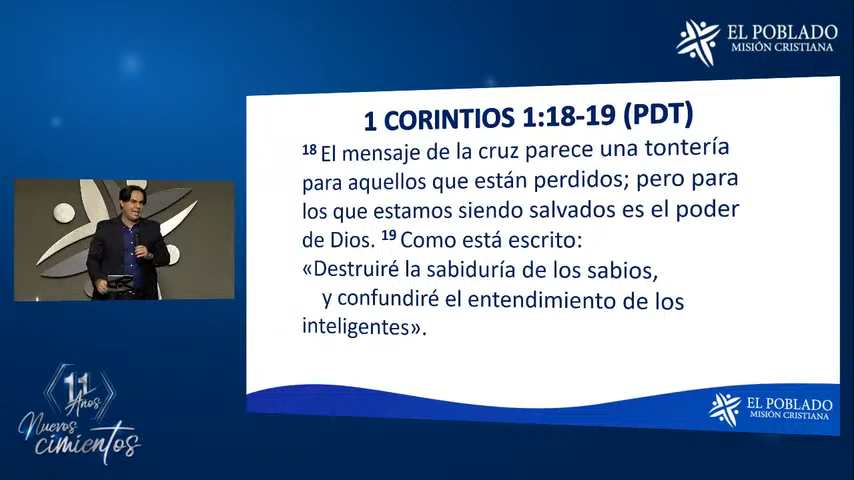 EL POBLADO
MISIÓN CRISTIANA
1 CORINTIOS 1:18-19 (PDT)
18 El mensaje de la cruz parece una tontería
para aquellos que están perdidos; pero para
los que estamos siendo salvados es el poder
de Dios. 19 Como está escrito:
«Destruiré la sabiduría de los sabios,
y confundiré el entendimiento de los
inteligentes».
11
Años
Nuevos
cimientos
EL POBLADO
MISIÓN CRISTIANA